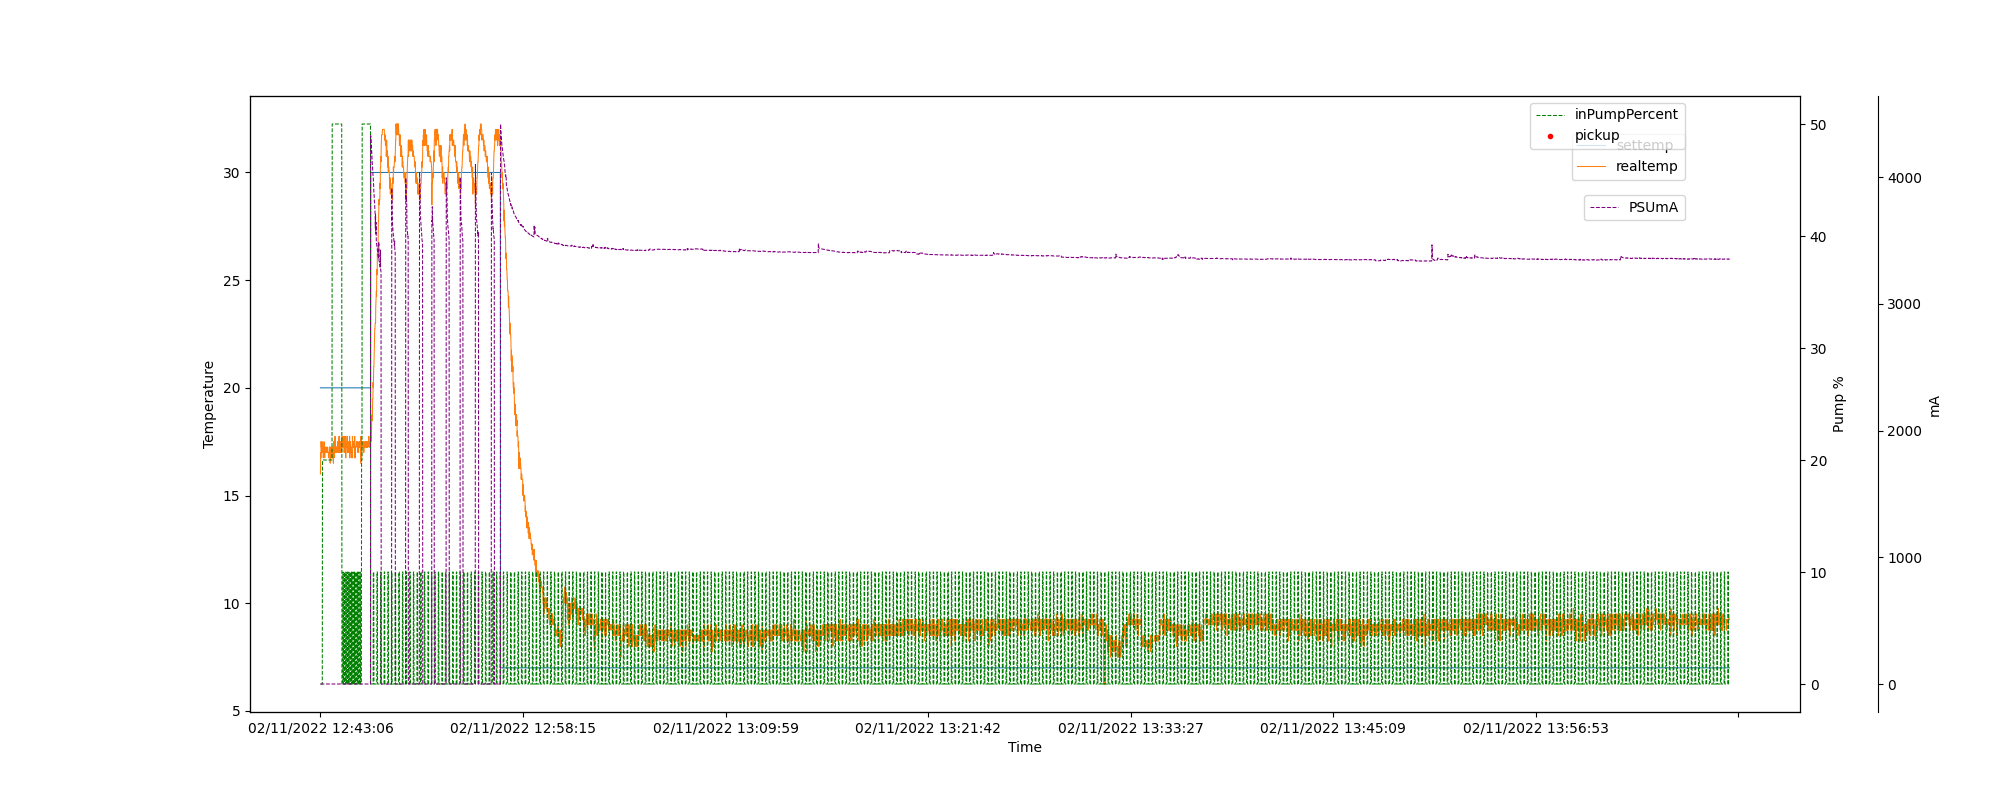 inPumpPercent
pickup
settemp
realtemp
PSUmA
Temperature
30
25
20
15
10
5
50
40
30
20
10
0
Pump %
4000
3000
2000
1000
0
mA
02/11/2022 12:43:06
02/11/2022 12:58:15
02/11/2022 13:09:59
02/11/2022 13:21:42
02/11/2022 13:33:27
02/11/2022 13:45:09
02/11/2022 13:56:53
Time